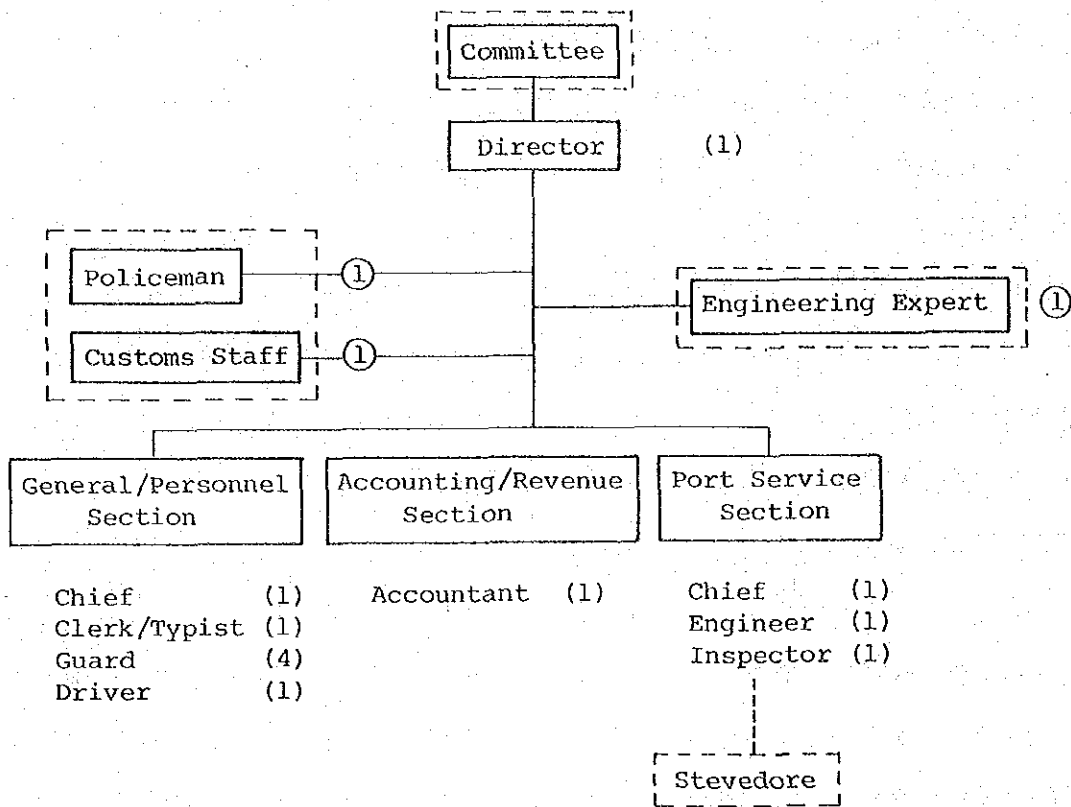 Committee
Director (1)
Policeman ①
Engineering Expert ①
Customs Staff ①
General/Personnel
Section
Accounting/Revenue
Section
Port Service
Section
Chief (1)
Clerk/Typist (1)
Guard (4)
Driver (1)
Accountant (1)
Chief (1)
Engineer (1)
Inspector (1)
Stevedore